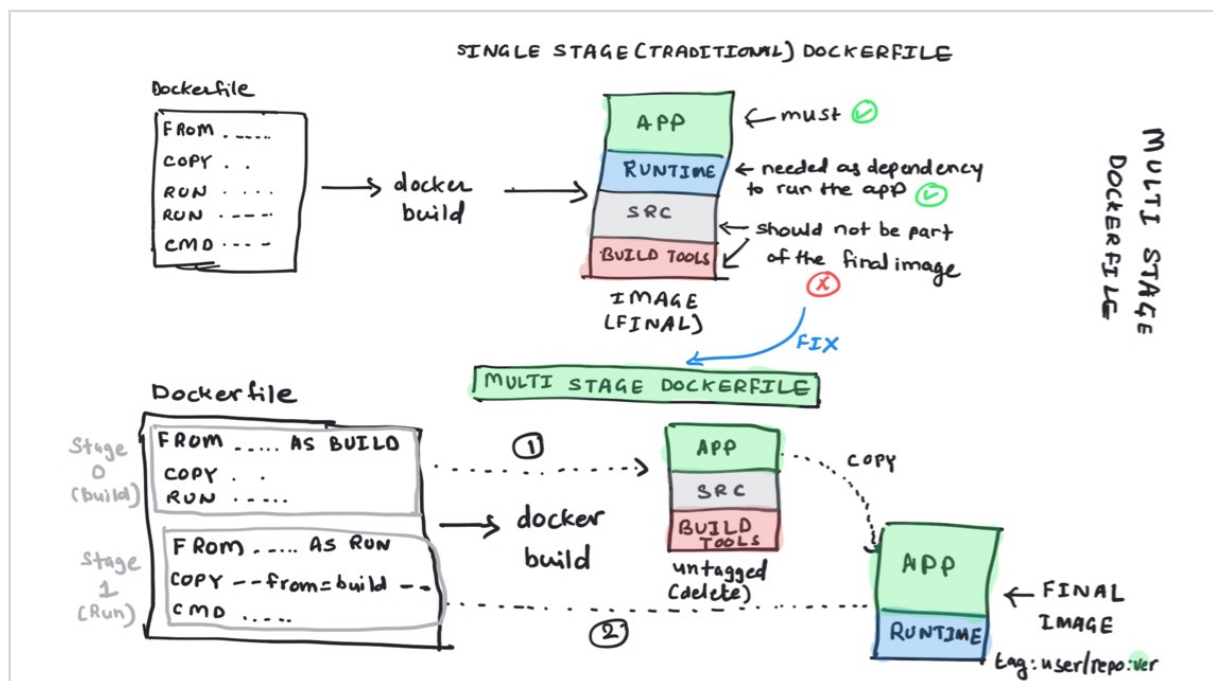 SINGLE STAGE (TRADITIONAL) DOCKERFILE
Dockerfile
FROM .....
COPY . .
RUN ....
RUN ----
CMD ----
docker
build
APP
RUNTIME
SRC
BUILD TOOLS
IMAGE
(FINAL)
must
needed as dependency
to run the app
should not be part
of the final image
x
FIX
MULTI STAGE
DOCKERFILE
MULTI STAGE DOCKERFILE
Dockerfile
Stage
0
(build)
FROM ..... AS BUILD
COPY . .
RUN .....
Stage
1
(Run)
FROM ..... AS RUN
COPY --from=build --
CMD .....
docker
build
1
APP
SRC
BUILD
TOOLS
untagged
(delete)
COPY
2
APP
RUNTIME
FINAL
IMAGE
tag:user/repo:ver